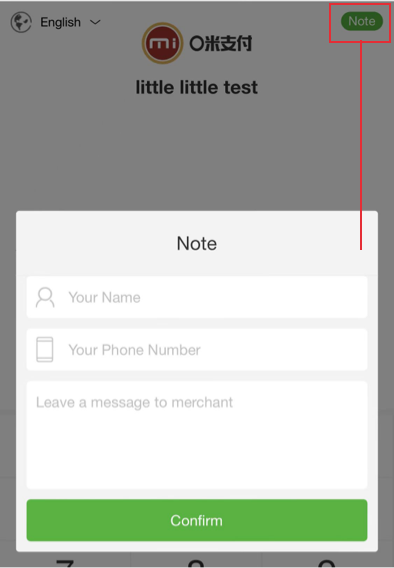 English
Note
mi O米支付
little little test
Note
Your Name
Your Phone Number
Leave a message to merchant
Confirm